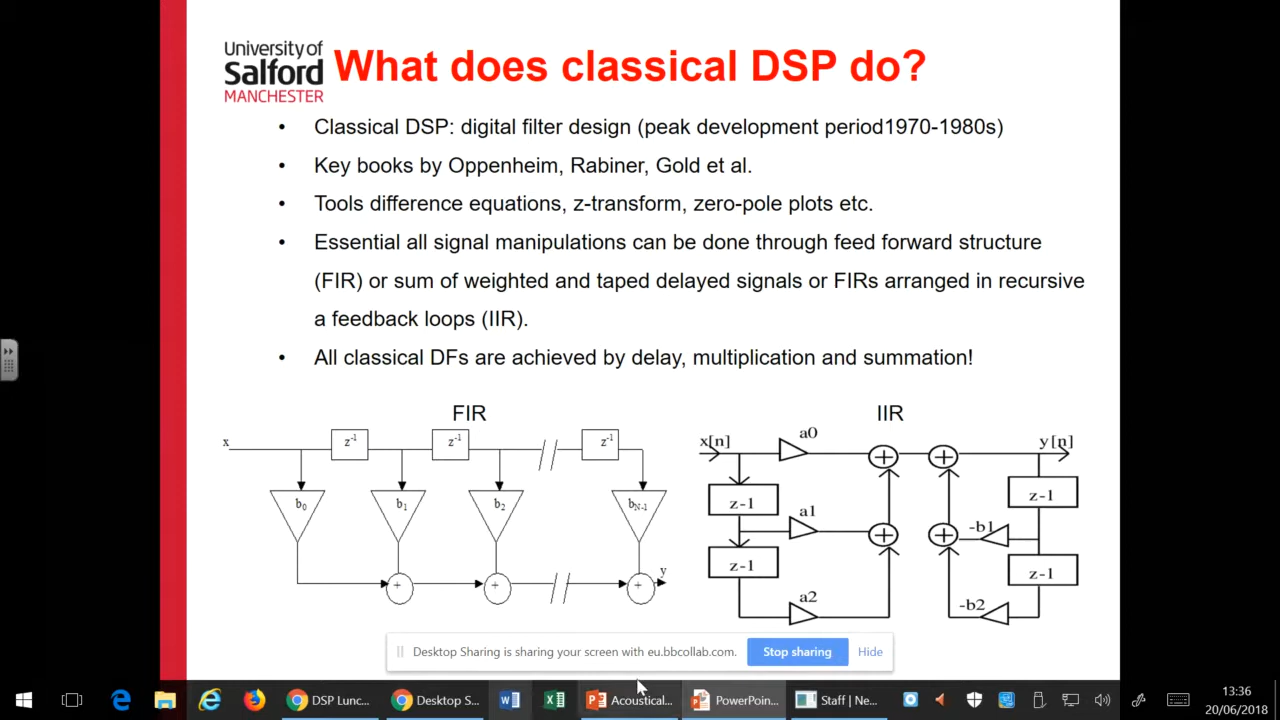 University of
Salford
MANCHESTER
What does classical DSP do?
• Classical DSP: digital filter design (peak development period1970-1980s)
• Key books by Oppenheim, Rabiner, Gold et al.
• Tools difference equations, z-transform, zero-pole plots etc.
• Essential all signal manipulations can be done through feed forward structure
(FIR) or sum of weighted and taped delayed signals or FIRs arranged in recursive
a feedback loops (IIR).
• All classical DFs are achieved by delay, multiplication and summation!
FIR
x
z-1
z-1
z-1
b0
b1
b2
bN-1
+
+
+
y
IIR
x[n]
a0
+
+
y[n]
z-1
z-1
a1
+
+
-b1
z-1
z-1
a2
-b2
Desktop Sharing is sharing your screen with eu.bbcollab.com.
Stop sharing
Hide
DSP Lunc...
Desktop S...
Acoustical...
PowerPoin...
Staff | Ne...
13:36
20/06/2018